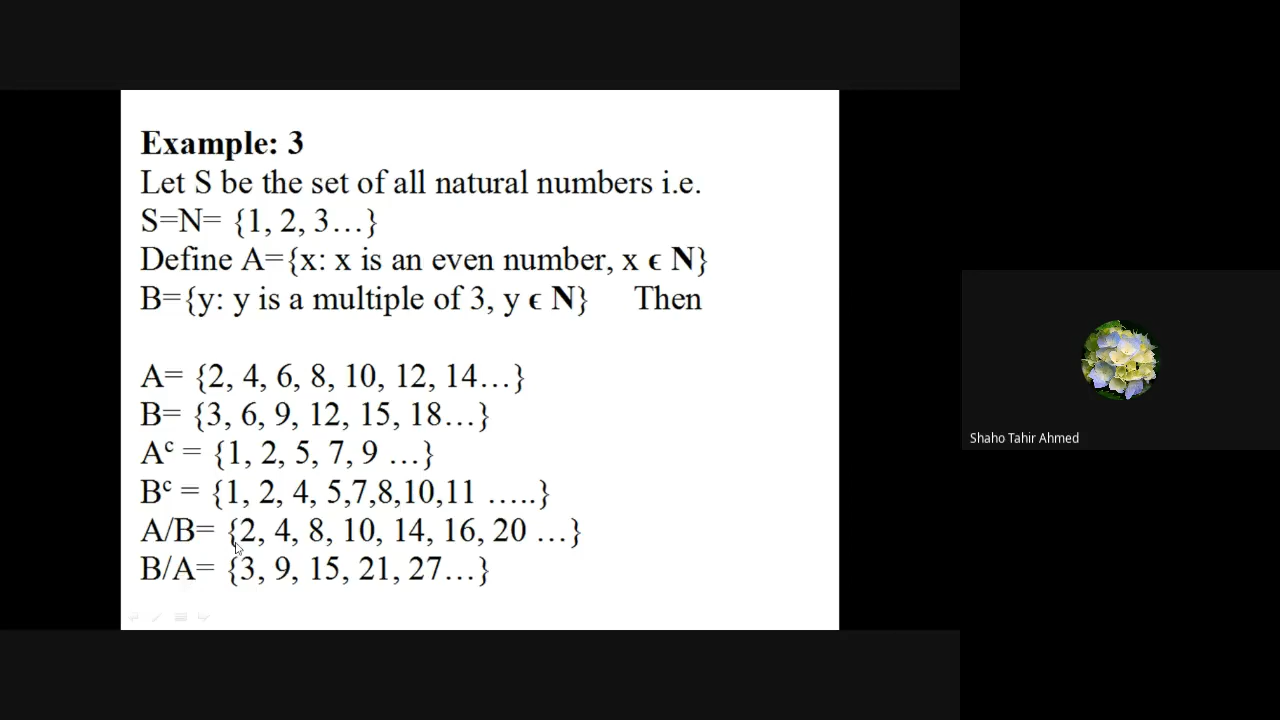 Example: 3
Let S be the set of all natural numbers i.e.
S=N= {1, 2, 3…}
Define A={x: x is an even number, x ϵ N}
B={y: y is a multiple of 3, y ϵ N} Then
A= {2, 4, 6, 8, 10, 12, 14…}
B= {3, 6, 9, 12, 15, 18…}
Aᶜ = {1, 2, 5, 7, 9 …}
Bᶜ = {1, 2, 4, 5,7,8,10,11 …..}
A/B= {2, 4, 8, 10, 14, 16, 20 …}
B/A= {3, 9, 15, 21, 27…}
Shaho Tahir Ahmed